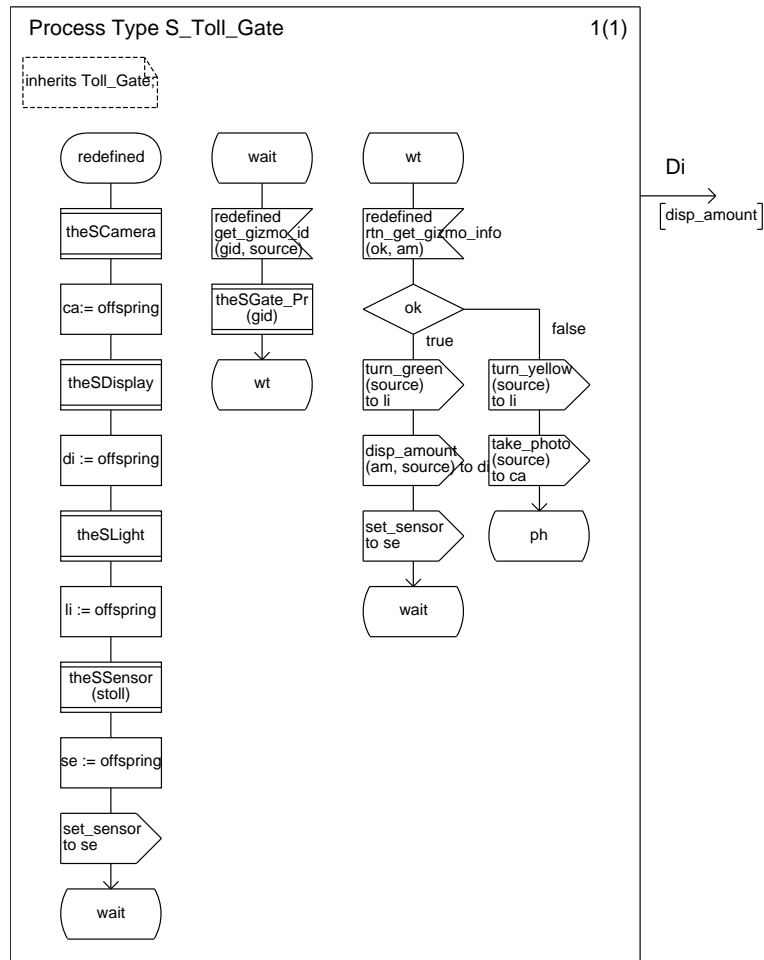 Process Type S_Toll_Gate
1(1)
inherits Toll_Gate;
redefined
theSCamera
ca:= offspring
theSDisplay
di := offspring
theSLight
li := offspring
theSSensor
(stoll)
se := offspring
set_sensor
to se
wait
wait
redefined
get_gizmo_id
(gid, source)
theSGate_Pr
(gid)
wt
wt
redefined
rtn_get_gizmo_info
(ok, am)
ok
true
turn_green
(source)
to li
disp_amount
(am, source) to di
set_sensor
to se
wait
false
turn_yellow
(source)
to li
take_photo
(source)
to ca
ph
Di
[disp_amount]